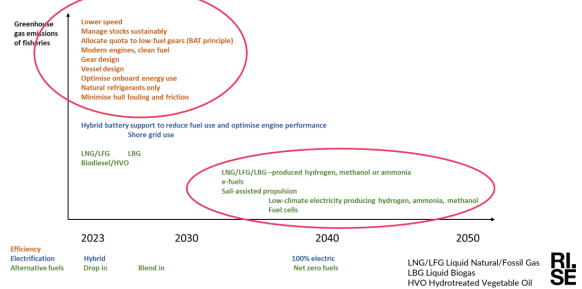 Greenhouse
gas emissions
of fisheries
Lower speed
Manage stocks sustainably
Allocate quota to low-fuel gears (BAT principle)
Modern engines, clean fuel
Gear design
Vessel design
Optimise onboard energy use
Natural refrigerants only
Minimise hull fouling and friction
Hybrid battery support to reduce fuel use and optimise engine performance
Shore grid use
LNG/LFG LBG
Biodiesel/HVO
LNG/LFG/LBG –produced hydrogen, methanol or ammonia
e-fuels
Sail-assisted propulsion
Low-climate electricity producing hydrogen, ammonia, methanol
Fuel cells
2023 2030 2040 2050
Efficiency
Electrification Hybrid 100% electric
Alternative fuels Drop in Blend in Net zero fuels
LNG/LFG Liquid Natural/Fossil Gas
LBG Liquid Biogas
HVO Hydrotreated Vegetable Oil
RI.
SE